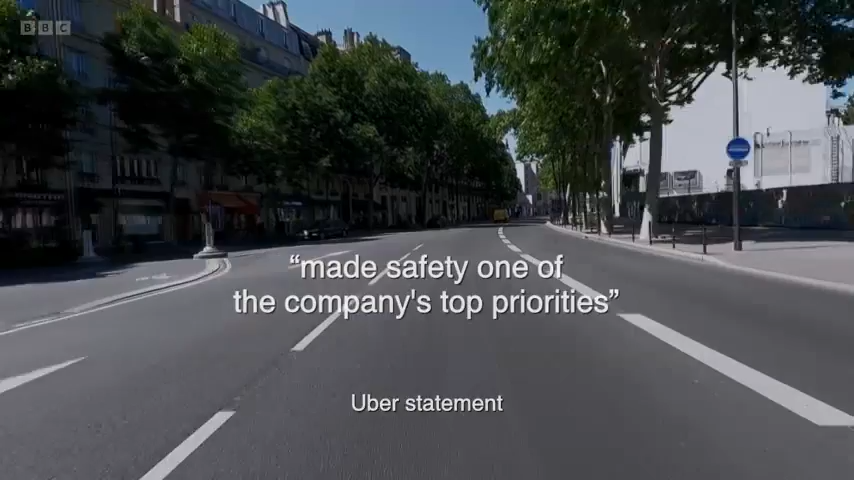 BBC
“made safety one of
the company's top priorities”
Uber statement